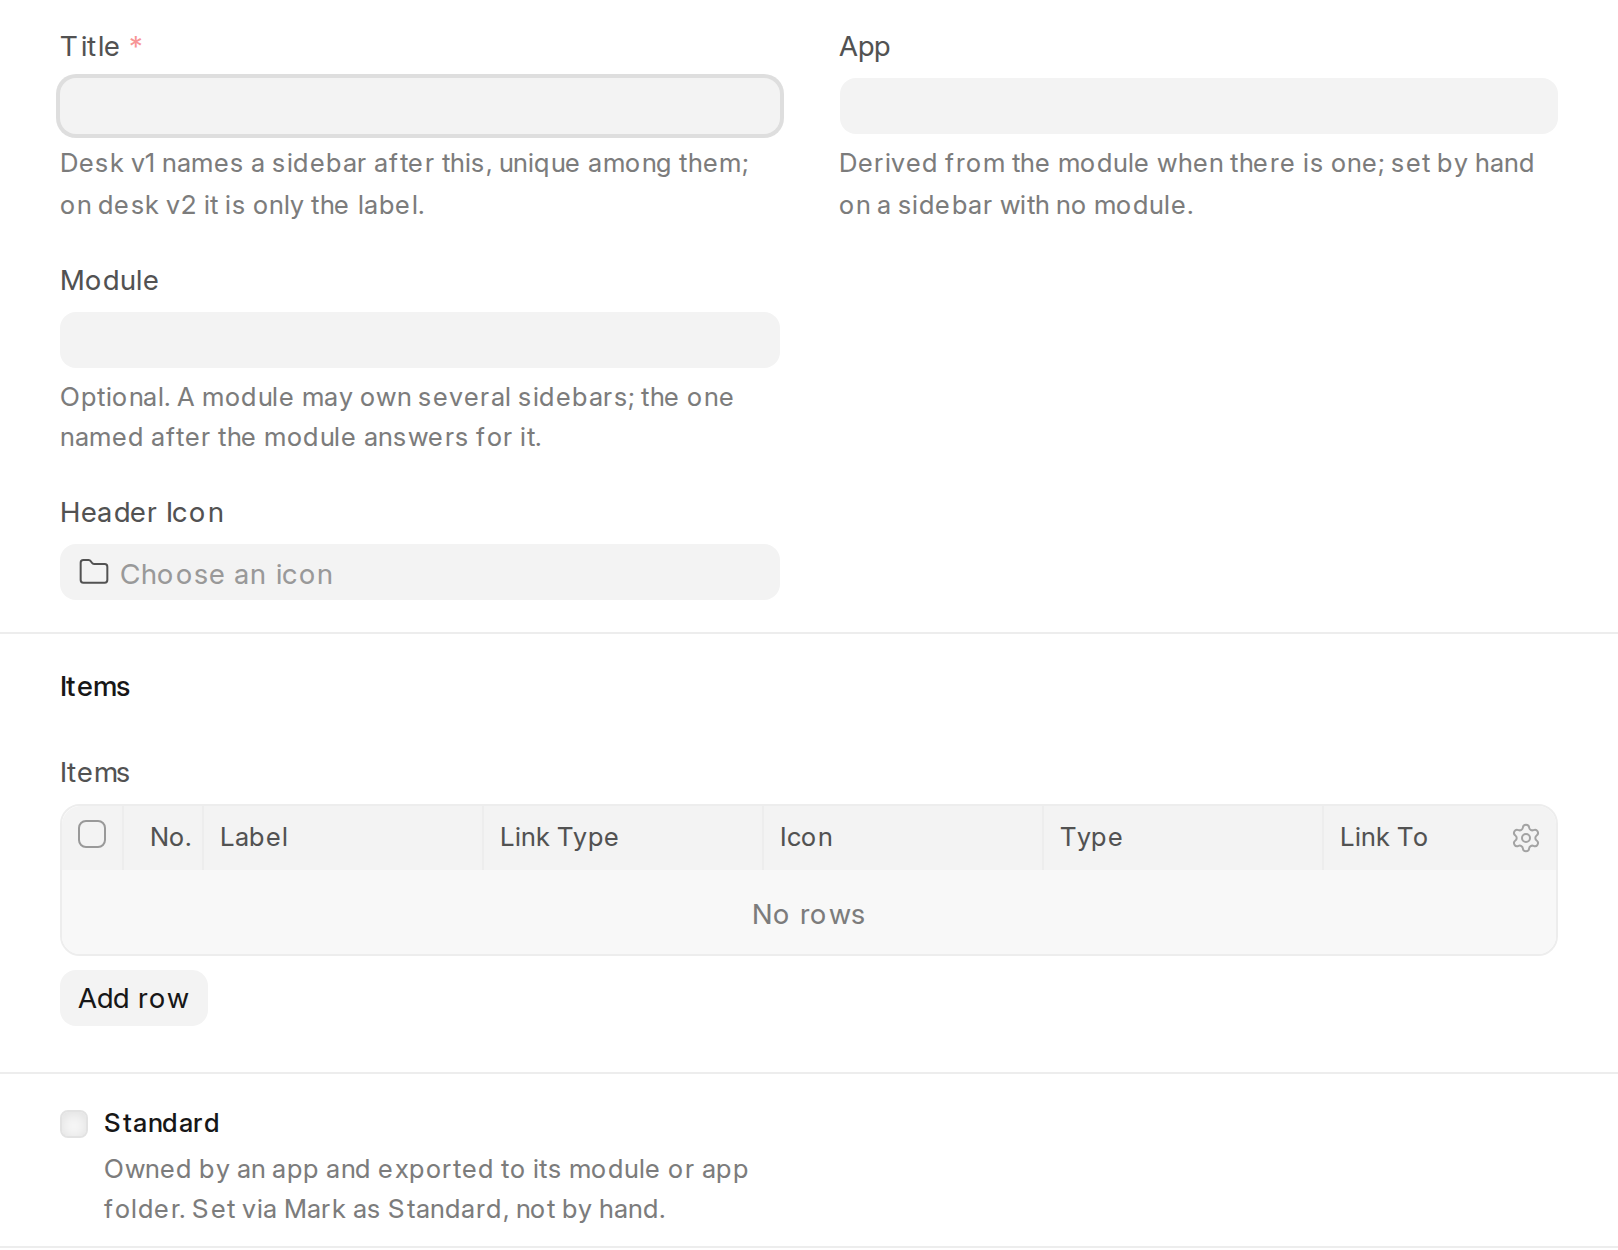 Title *
Desk v1 names a sidebar after this, unique among them;
on desk v2 it is only the label.
App
Derived from the module when there is one; set by hand
on a sidebar with no module.
Module
Optional. A module may own several sidebars; the one
named after the module answers for it.
Header Icon
Choose an icon
Items
Items
No. Label Link Type Icon Type Link To
No rows
Add row
Standard
Owned by an app and exported to its module or app
folder. Set via Mark as Standard, not by hand.